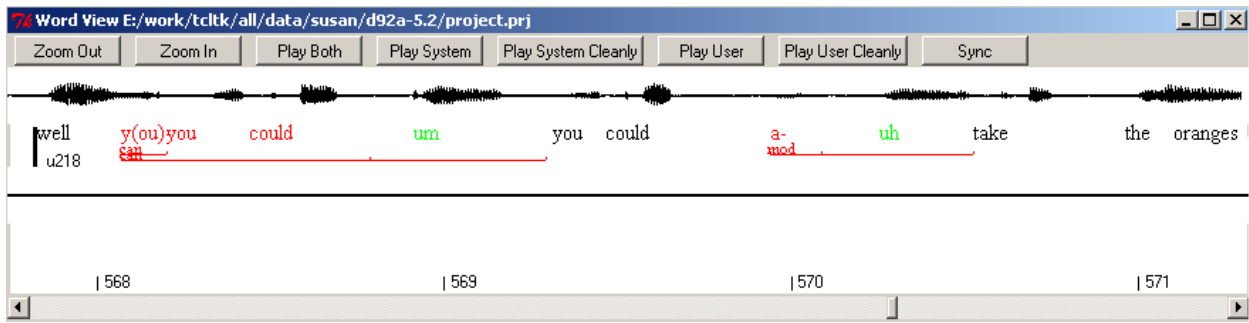 Word View E:/work/tcltk/all/data/susan/d92a-5.2/project.prj
Zoom Out Zoom In Play Both Play System Play System Cleanly Play User Play User Cleanly Sync
well y(ou)you could um you could a- uh take the oranges
can mod
can
u218
568 569 570 571